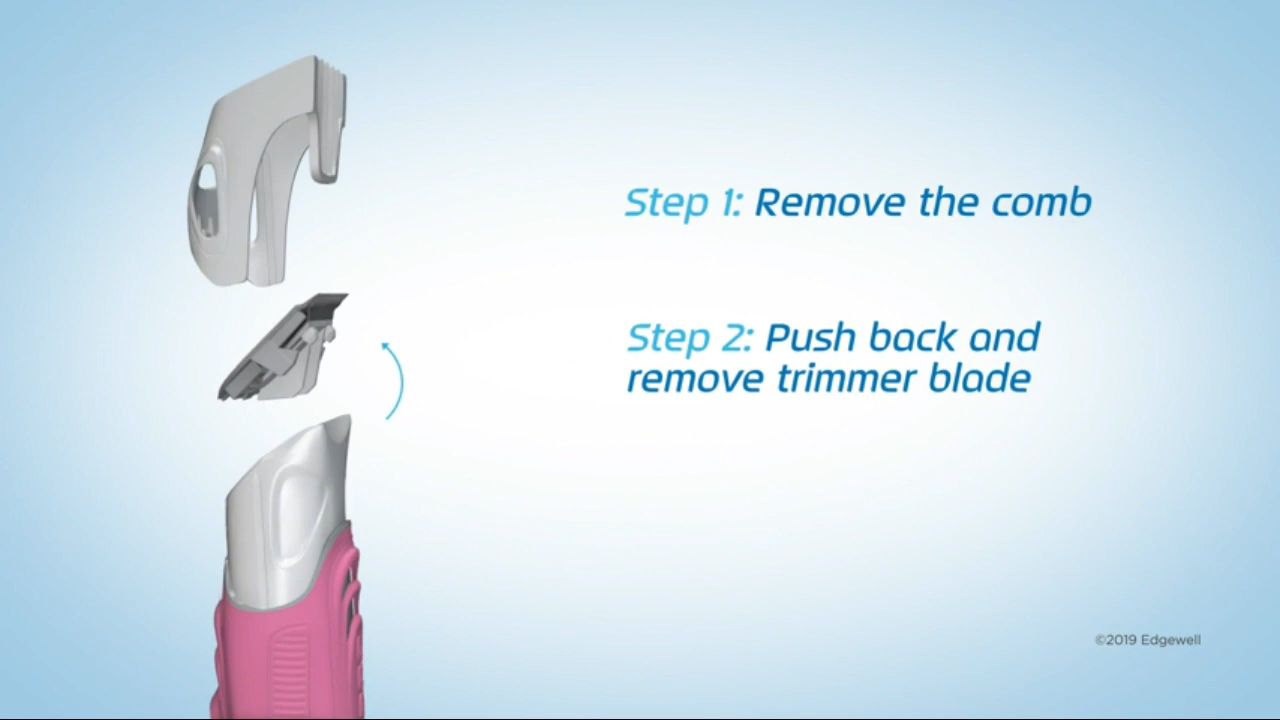 Step 1: Remove the comb
Step 2: Push back and
remove trimmer blade
©2019 Edgewell